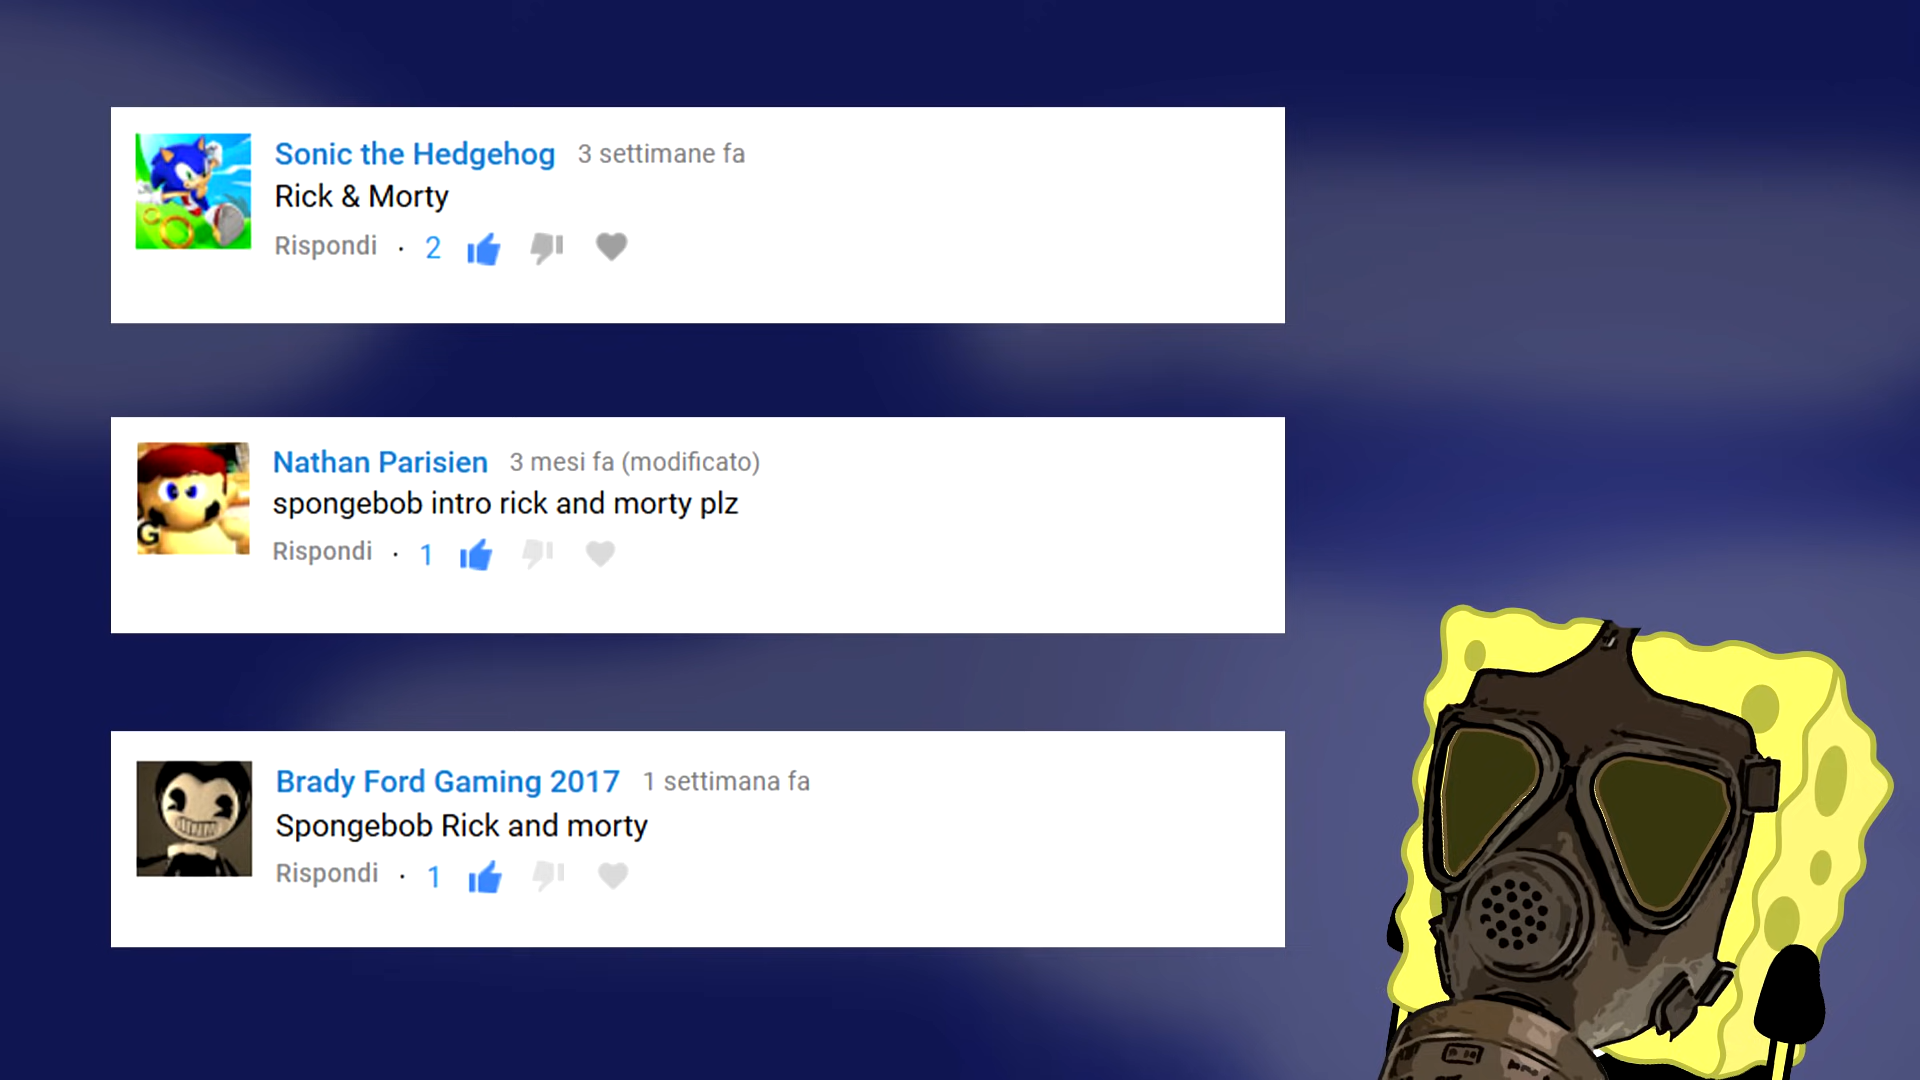 Sonic the Hedgehog 3 settimane fa
Rick & Morty
Rispondi · 2
Nathan Parisien 3 mesi fa (modificato)
spongebob intro rick and morty plz
Rispondi · 1
G
Brady Ford Gaming 2017 1 settimana fa
Spongebob Rick and morty
Rispondi · 1